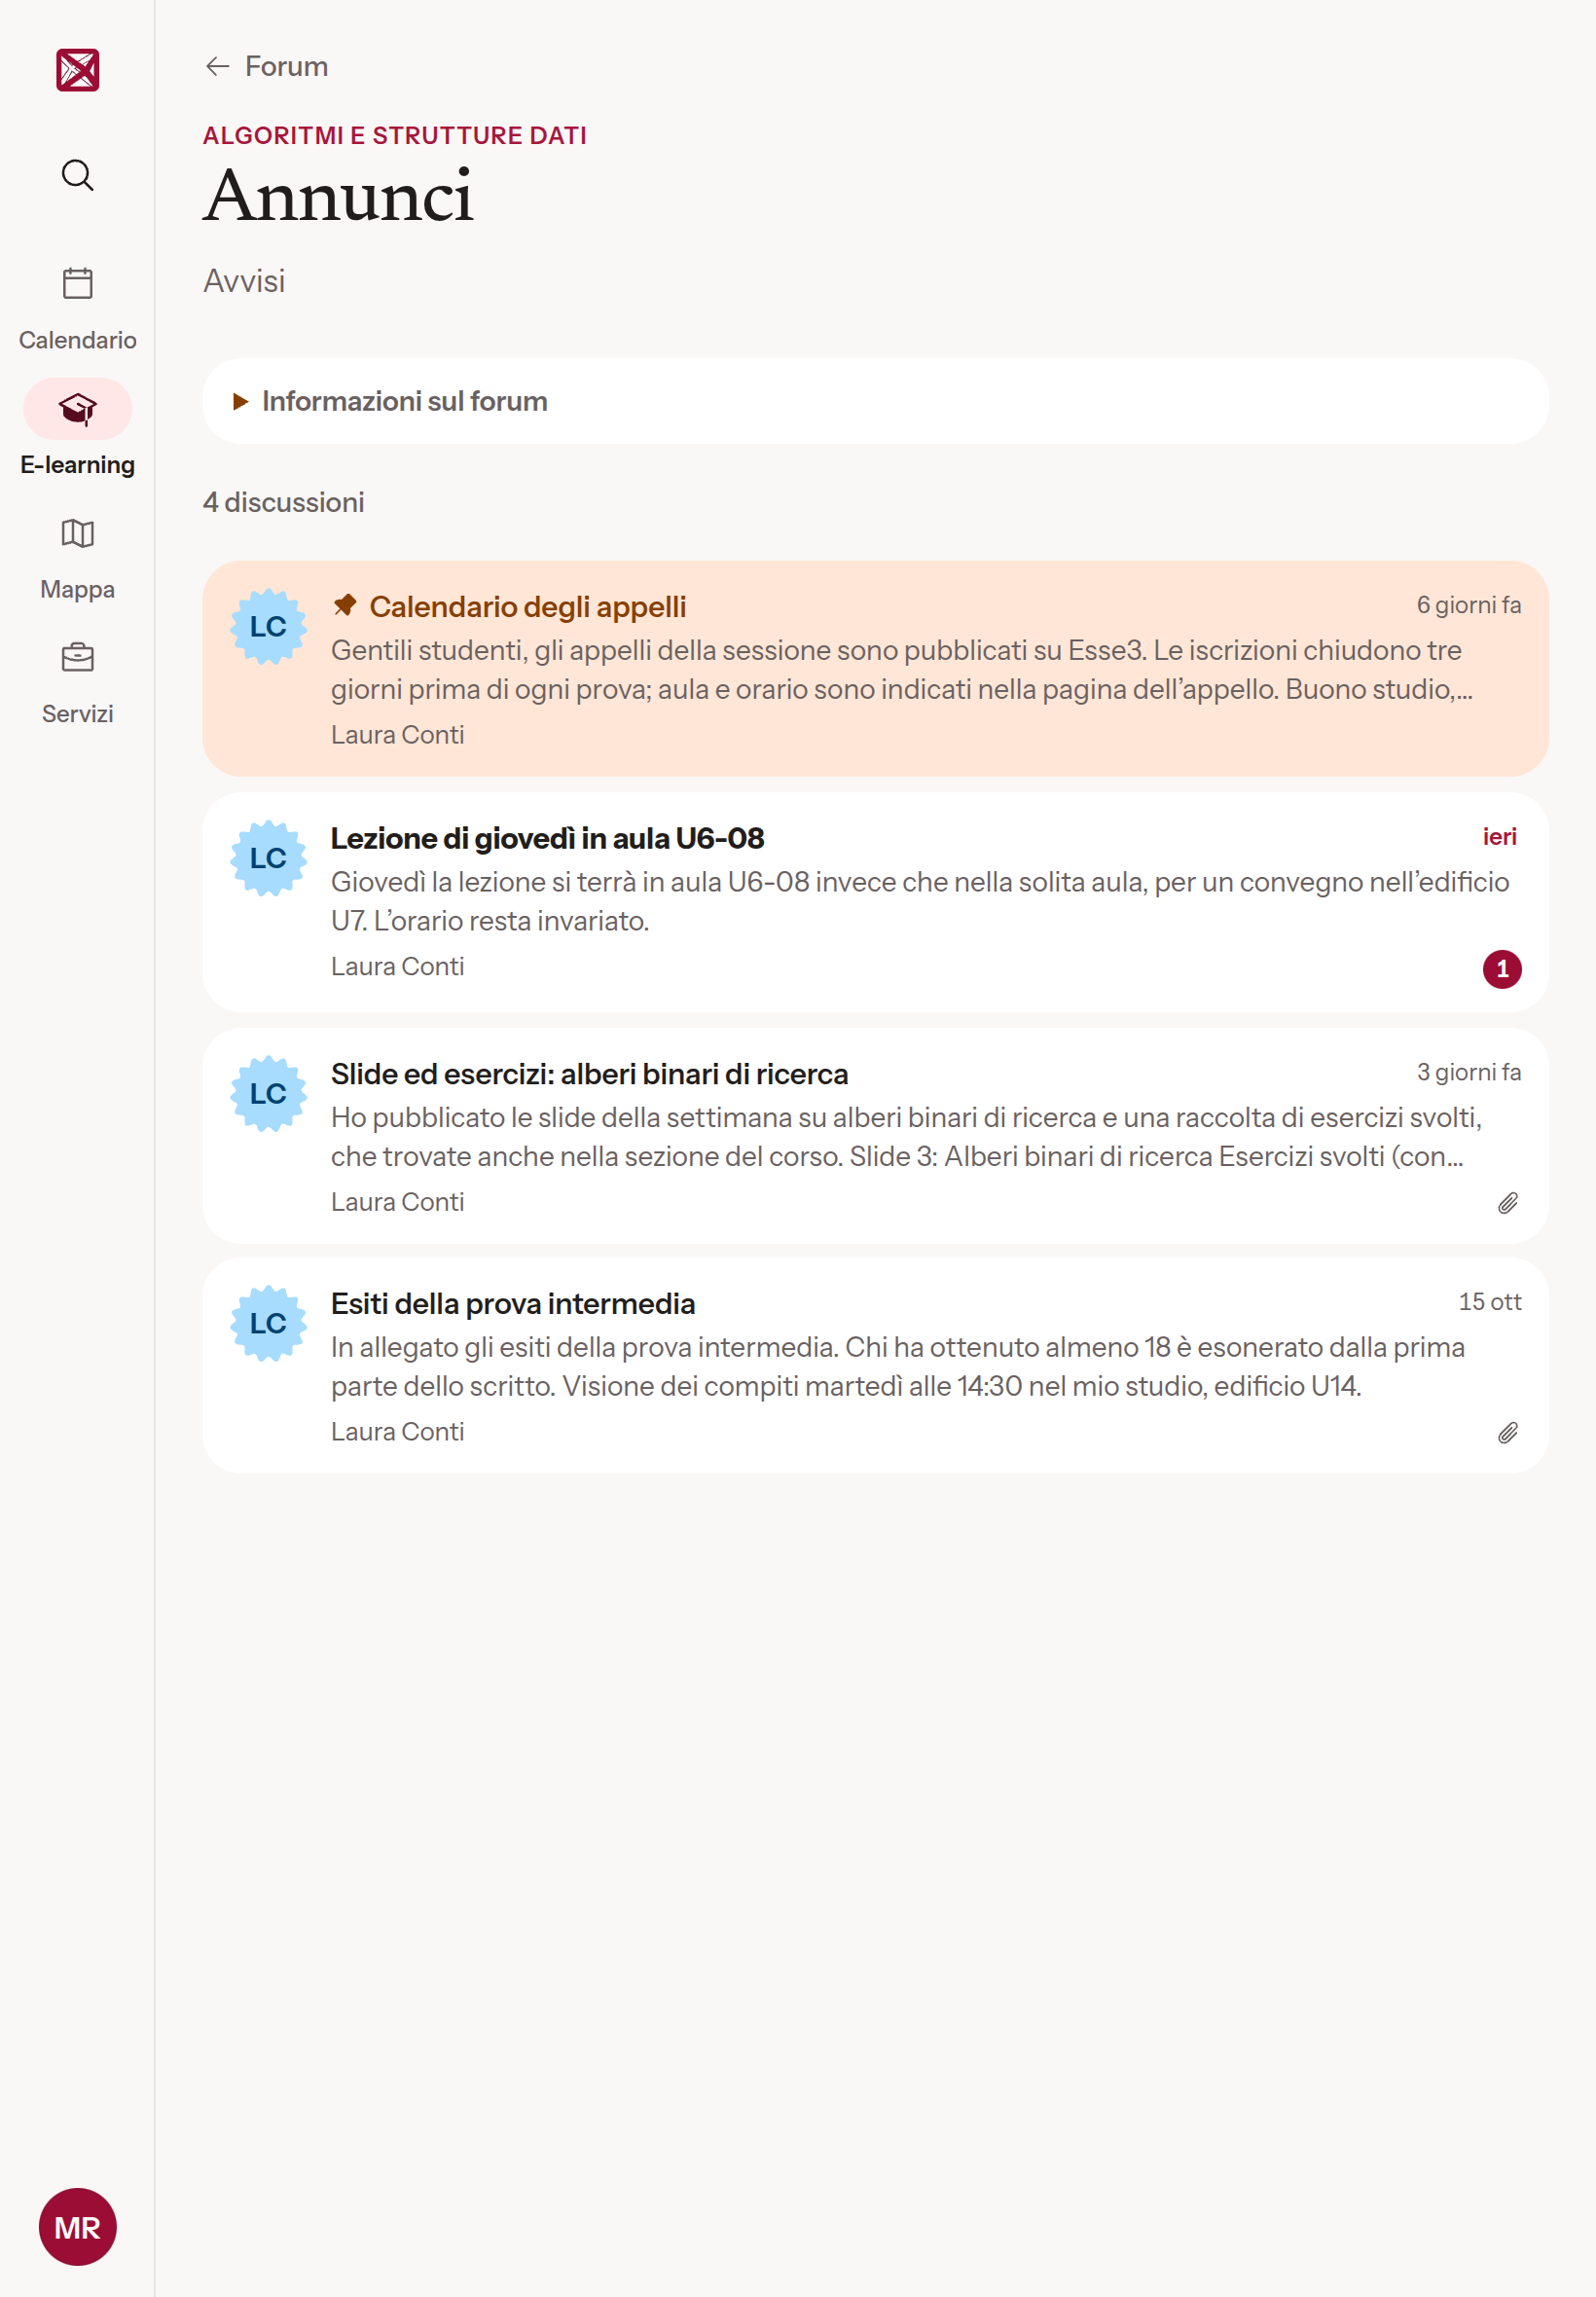 Forum
ALGORITMI E STRUTTURE DATI
Annunci
Avvisi
Calendario
E-learning
Mappa
Servizi
Informazioni sul forum
4 discussioni
LC
Calendario degli appelli
6 giorni fa
Gentili studenti, gli appelli della sessione sono pubblicati su Esse3. Le iscrizioni chiudono tre
giorni prima di ogni prova; aula e orario sono indicati nella pagina dell’appello. Buono studio,...
Laura Conti
LC
Lezione di giovedì in aula U6-08
ieri
Giovedì la lezione si terrà in aula U6-08 invece che nella solita aula, per un convegno nell’edificio
U7. L’orario resta invariato.
Laura Conti
1
LC
Slide ed esercizi: alberi binari di ricerca
3 giorni fa
Ho pubblicato le slide della settimana su alberi binari di ricerca e una raccolta di esercizi svolti,
che trovate anche nella sezione del corso. Slide 3: Alberi binari di ricerca Esercizi svolti (con...
Laura Conti
LC
Esiti della prova intermedia
15 ott
In allegato gli esiti della prova intermedia. Chi ha ottenuto almeno 18 è esonerato dalla prima
parte dello scritto. Visione dei compiti martedì alle 14:30 nel mio studio, edificio U14.
Laura Conti
MR